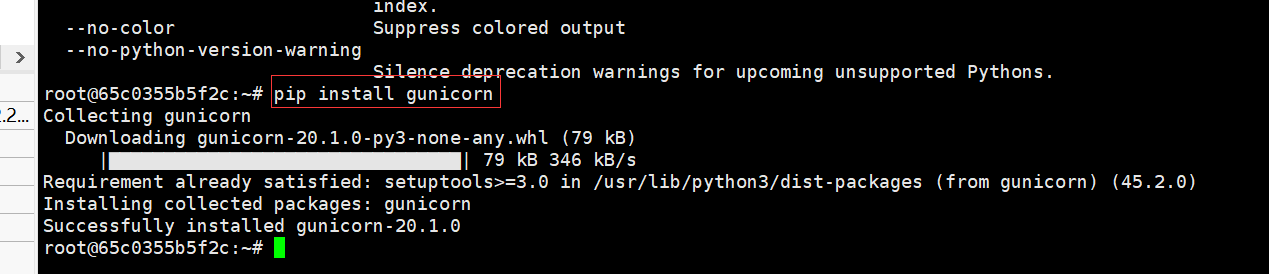 index.
--no-color Suppress colored output
--no-python-version-warning
Silence deprecation warnings for upcoming unsupported Pythons.
root@65c0355b5f2c:~# pip install gunicorn
Collecting gunicorn
Downloading gunicorn-20.1.0-py3-none-any.whl (79 kB)
|████████████████████████████████| 79 kB 346 kB/s
Requirement already satisfied: setuptools>=3.0 in /usr/lib/python3/dist-packages (from gunicorn) (45.2.0)
Installing collected packages: gunicorn
Successfully installed gunicorn-20.1.0
root@65c0355b5f2c:~#